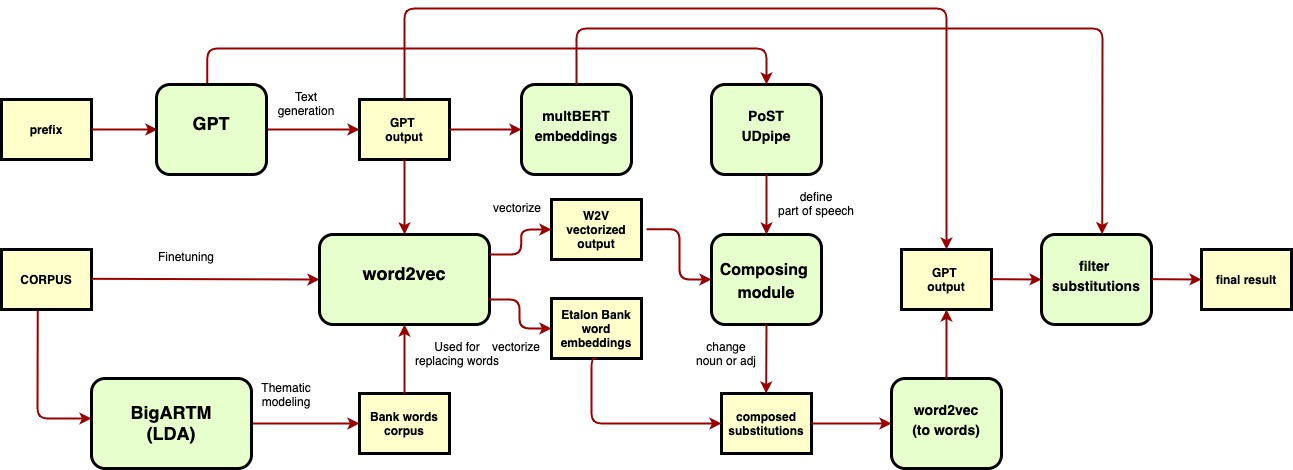 prefix
GPT
Text
generation
GPT
output
multBERT
embeddings
PoST
UDpipe
define
part of speech
CORPUS
Finetuning
word2vec
vectorize
W2V
vectorized
output
Composing
module
GPT
output
filter
substitutions
final result
Used for
replacing words
vectorize
Etalon Bank
word
embeddings
change
noun or adj
BigARTM
(LDA)
Thematic
modeling
Bank words
corpus
composed
substitutions
word2vec
(to words)